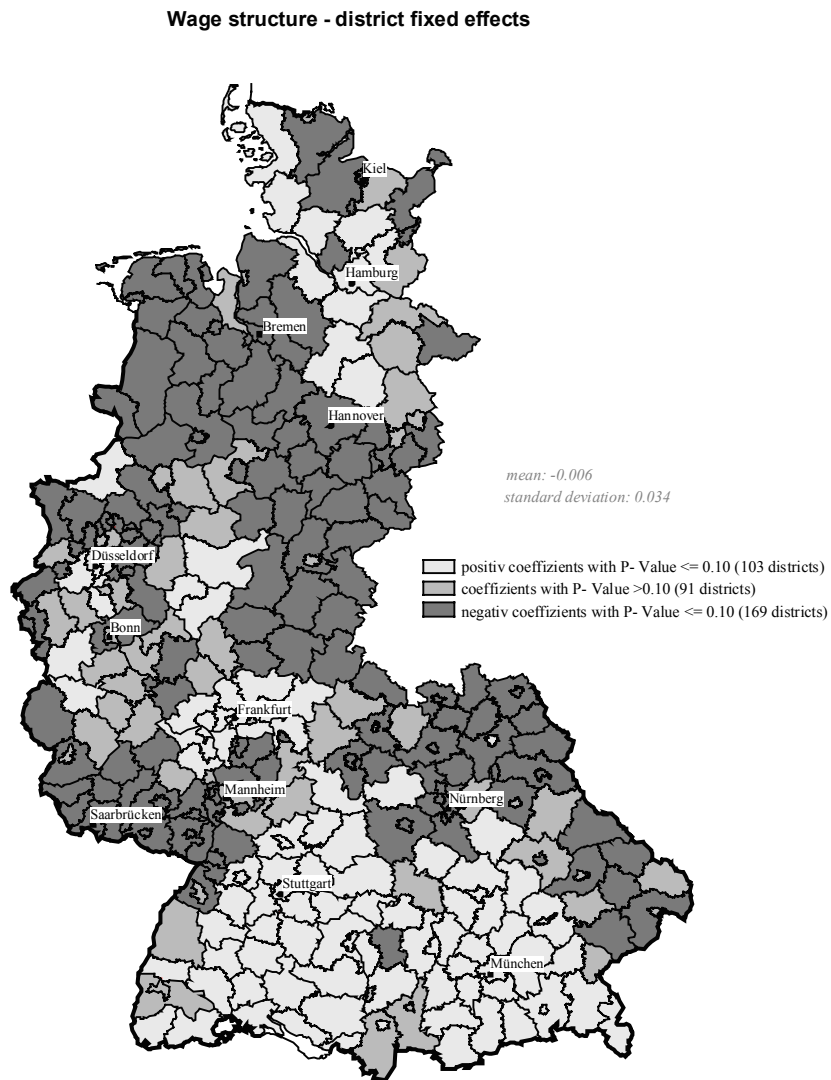 Wage structure - district fixed effects
Kiel
Hamburg
Bremen
Hannover
mean: -0.006
standard deviation: 0.034
Düsseldorf
positiv coeffizients with P- Value <= 0.10 (103 districts)
coeffizients with P- Value >0.10 (91 districts)
negativ coeffizients with P- Value <= 0.10 (169 districts)
Bonn
Frankfurt
Mannheim
Nürnberg
Saarbrücken
Stuttgart
München